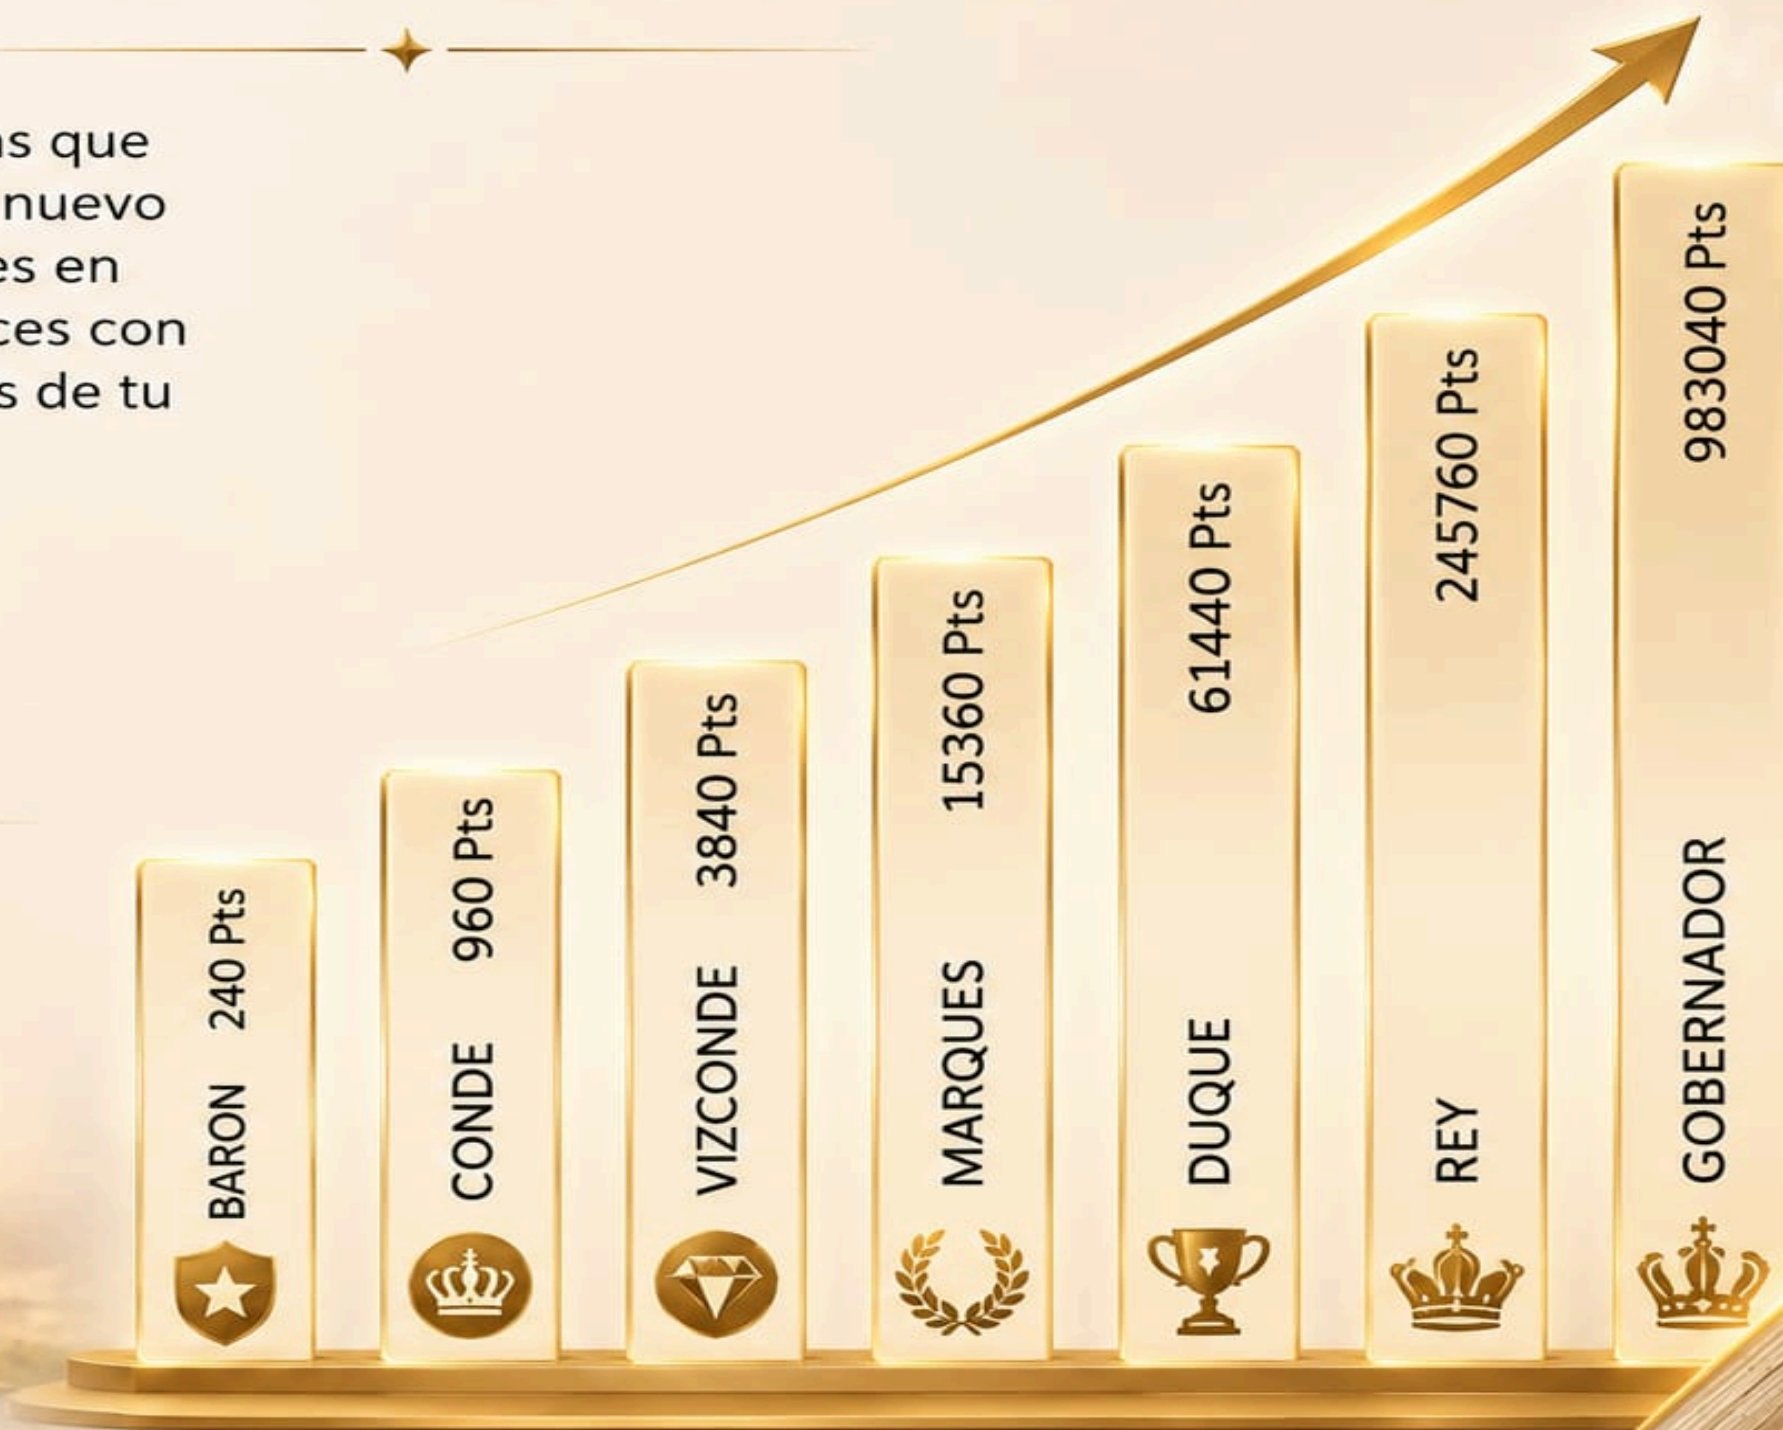 as que
nuevo
es en
ces con
s de tu
BARON 240 Pts
CONDE 960 Pts
VIZCONDE 3840 Pts
MARQUES 15360 Pts
DUQUE 61440 Pts
REY 245760 Pts
GOBERNADOR 983040 Pts